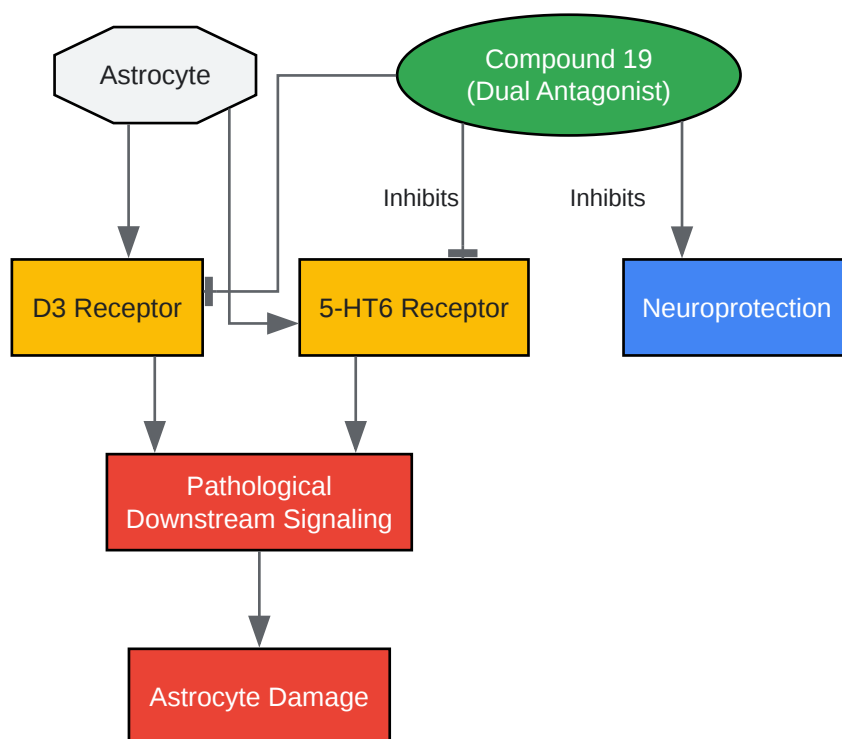 Astrocyte
Compound 19
(Dual Antagonist)
Inhibits
Inhibits
D3 Receptor
5-HT6 Receptor
Neuroprotection
Pathological
Downstream Signaling
Astrocyte Damage